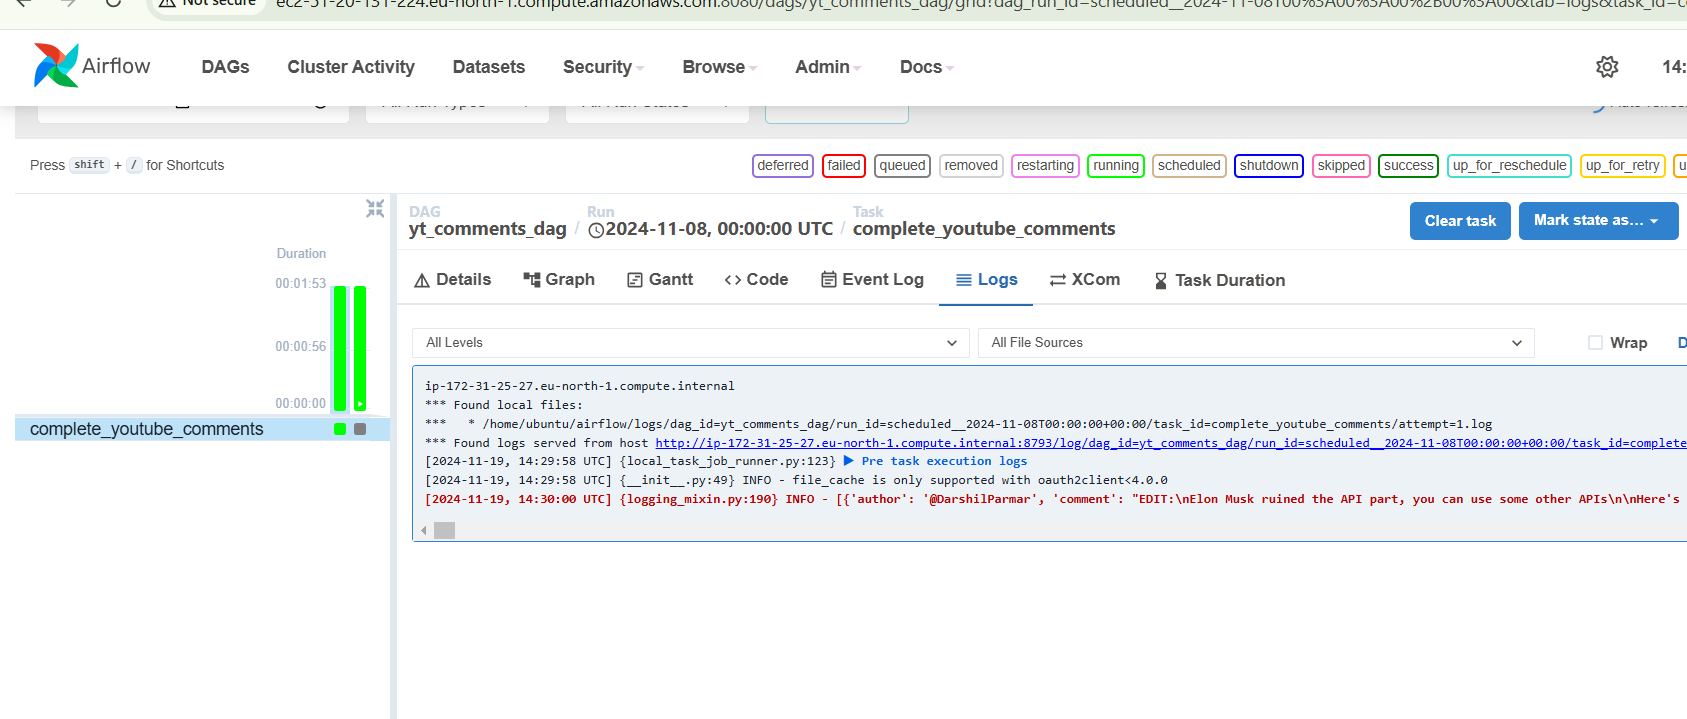 Not secure ec2-51-20-131-224.eu-north-1.compute.amazonaws.com:8080/dags/yt_comments_dag/grid?dag_run_id=scheduled__2024-11-08T00%3A00%3A00%2B00%3A00&tab=logs&task_id=c
Airflow DAGs Cluster Activity Datasets Security Browse Admin Docs 14:
Press shift + / for Shortcuts deferred failed queued removed restarting running scheduled shutdown skipped success up_for_reschedule up_for_retry u
DAG Run Task
yt_comments_dag / 2024-11-08, 00:00:00 UTC / complete_youtube_comments Clear task Mark state as…
Duration
00:01:53
00:00:56
00:00:00
complete_youtube_comments
Details Graph Gantt Code Event Log Logs XCom Task Duration
All Levels All File Sources Wrap D
ip-172-31-25-27.eu-north-1.compute.internal
*** Found local files:
***   * /home/ubuntu/airflow/logs/dag_id=yt_comments_dag/run_id=scheduled__2024-11-08T00:00:00+00:00/task_id=complete_youtube_comments/attempt=1.log
*** Found logs served from host http://ip-172-31-25-27.eu-north-1.compute.internal:8793/log/dag_id=yt_comments_dag/run_id=scheduled__2024-11-08T00:00:00+00:00/task_id=complete
[2024-11-19, 14:29:58 UTC] {local_task_job_runner.py:123} ▶ Pre task execution logs
[2024-11-19, 14:29:58 UTC] {__init__.py:49} INFO - file_cache is only supported with oauth2client<4.0.0
[2024-11-19, 14:30:00 UTC] {logging_mixin.py:190} INFO - [{'author': '@DarshilParmar', 'comment': "EDIT:\nElon Musk ruined the API part, you can use some other APIs\n\nHere's